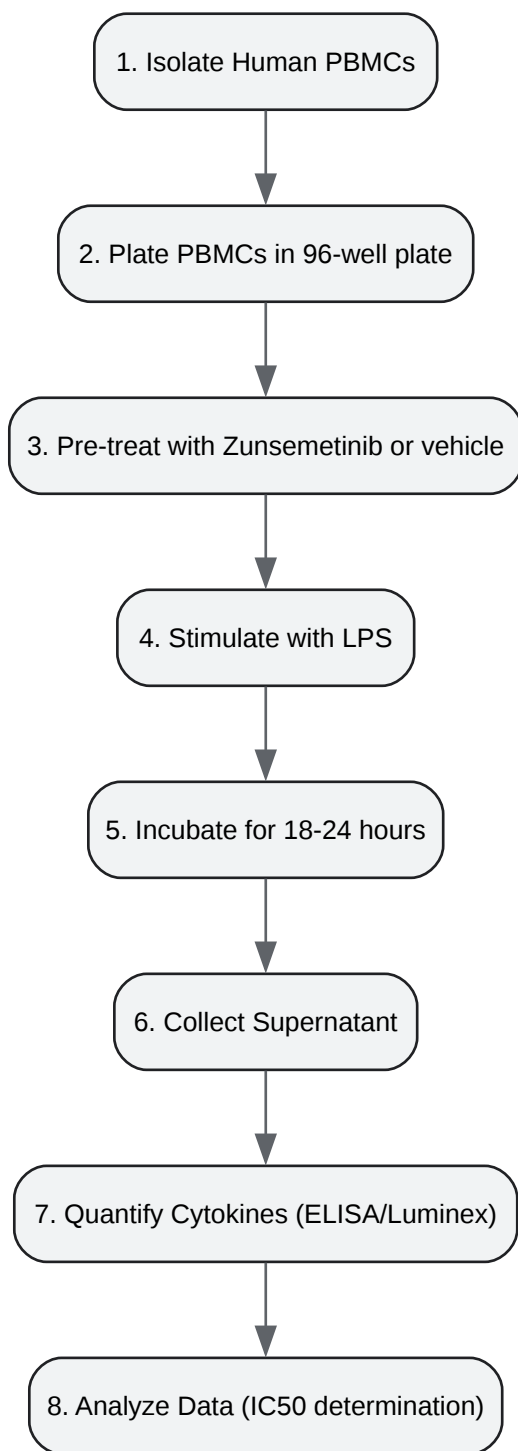 1. Isolate Human PBMCs
2. Plate PBMCs in 96-well plate
3. Pre-treat with Zunsemetinib or vehicle
4. Stimulate with LPS
5. Incubate for 18-24 hours
6. Collect Supernatant
7. Quantify Cytokines (ELISA/Luminex)
8. Analyze Data (IC50 determination)